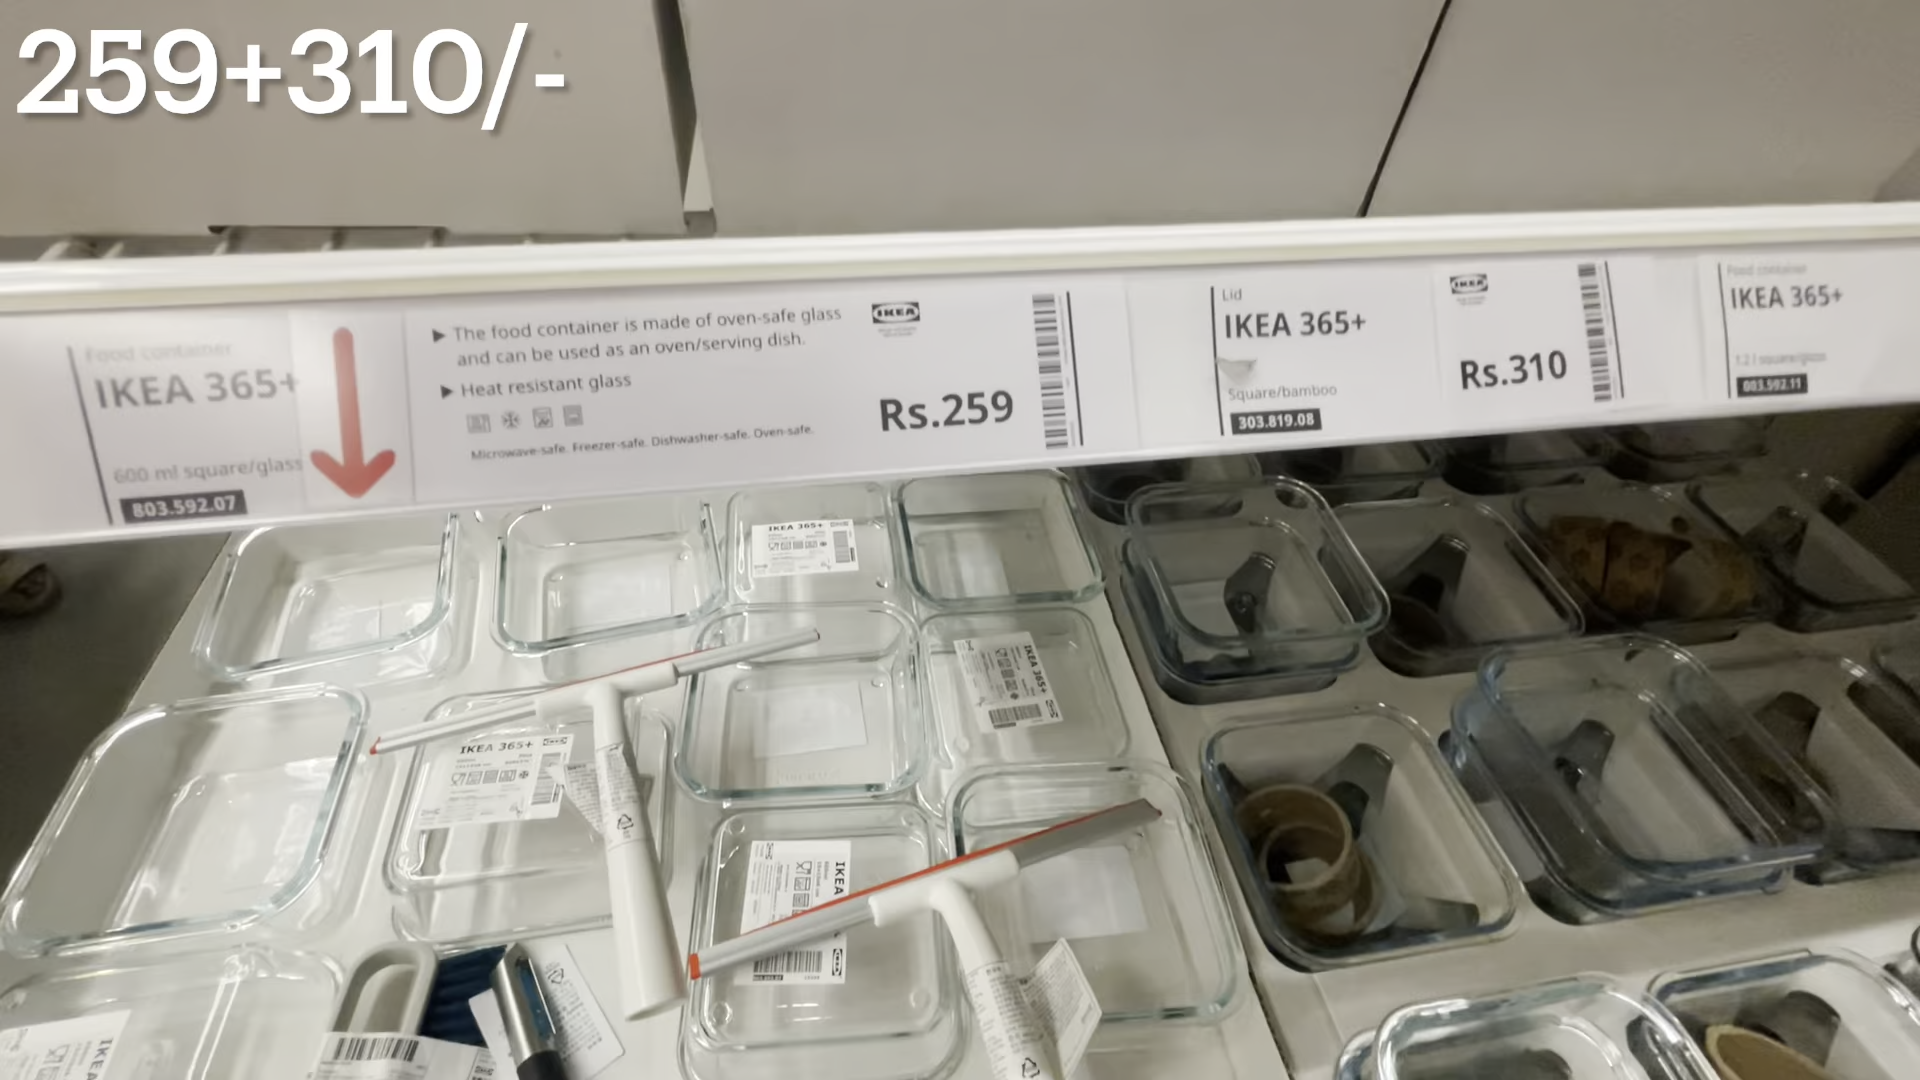 259+310/-
Food container
IKEA 365+
600 ml square/glass
803.592.07
▶ The food container is made of oven-safe glass
and can be used as an oven/serving dish.
▶ Heat resistant glass
Microwave-safe. Freezer-safe. Dishwasher-safe. Oven-safe.
IKEA
Rs.259
Lid
IKEA 365+
Square/bamboo
303.819.08
IKEA
Rs.310
Food container
IKEA 365+
1.2 l square/glass
003.592.11
IKEA 365+
IKEA 365+
IKEA 365+
IKEA
IKEA
IKEA